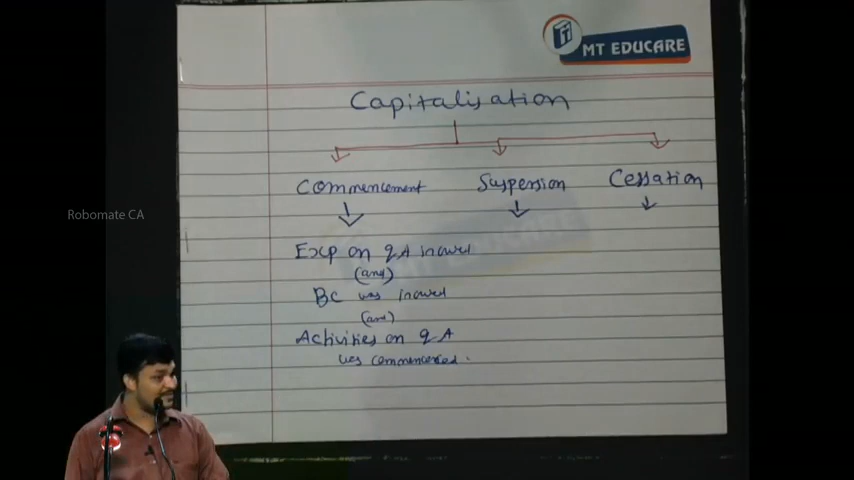 MT EDUCARE
Capitalisation
Commencement Suspension Cessation
Robomate CA
Exp on QA incurred
(and)
BC was incurred
(and)
Activities on QA
was commenced.